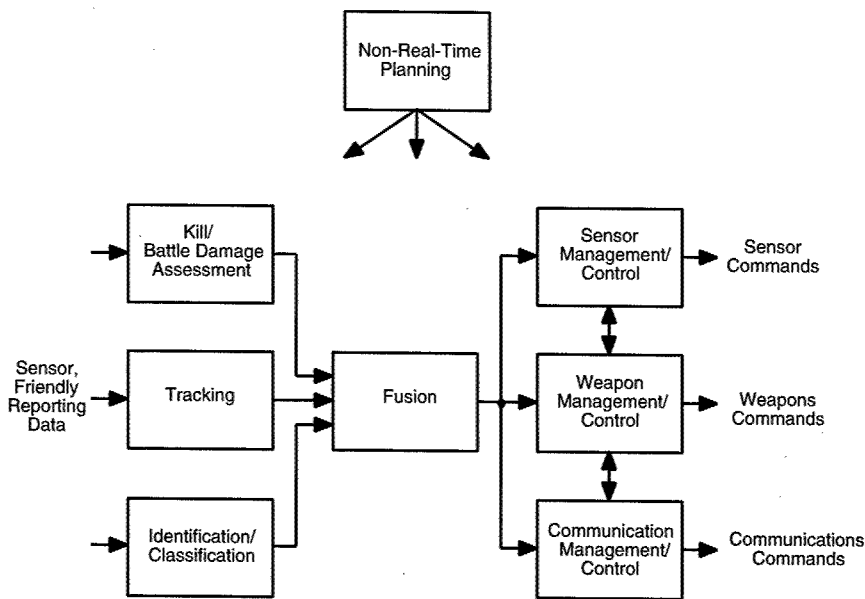 Non-Real-Time
Planning
Kill/
Battle Damage
Assessment
Sensor
Management/
Control
Sensor
Commands
Sensor,
Friendly
Reporting
Data
Tracking
Fusion
Weapon
Management/
Control
Weapons
Commands
Identification/
Classification
Communication
Management/
Control
Communications
Commands